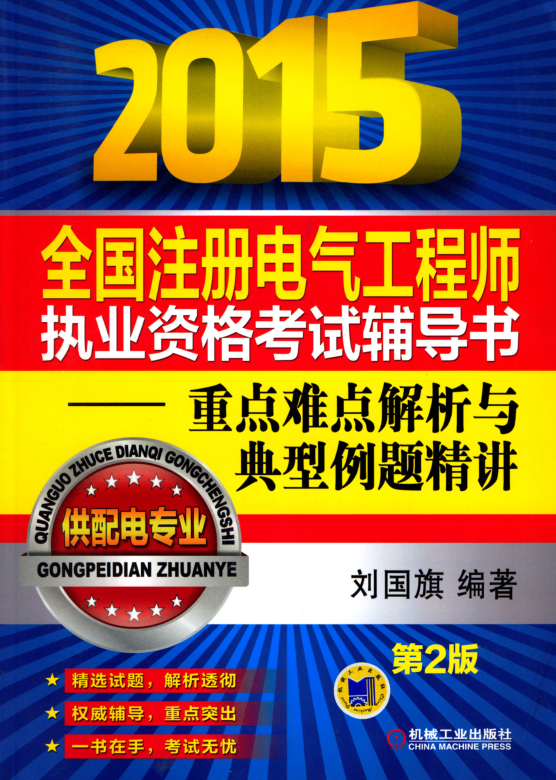 2015
全国注册电气工程师
执业资格考试辅导书
——重点难点解析与
典型例题精讲
QUANGUO ZHUCE DIANQI GONGCHENGSHI
供配电专业
GONGPEIDIAN ZHUANYE
刘国旗 编著
第2版
★ 精选试题，解析透彻
★ 权威辅导，重点突出
★ 一书在手，考试无忧
机械工业出版社
CHINA MACHINE PRESS